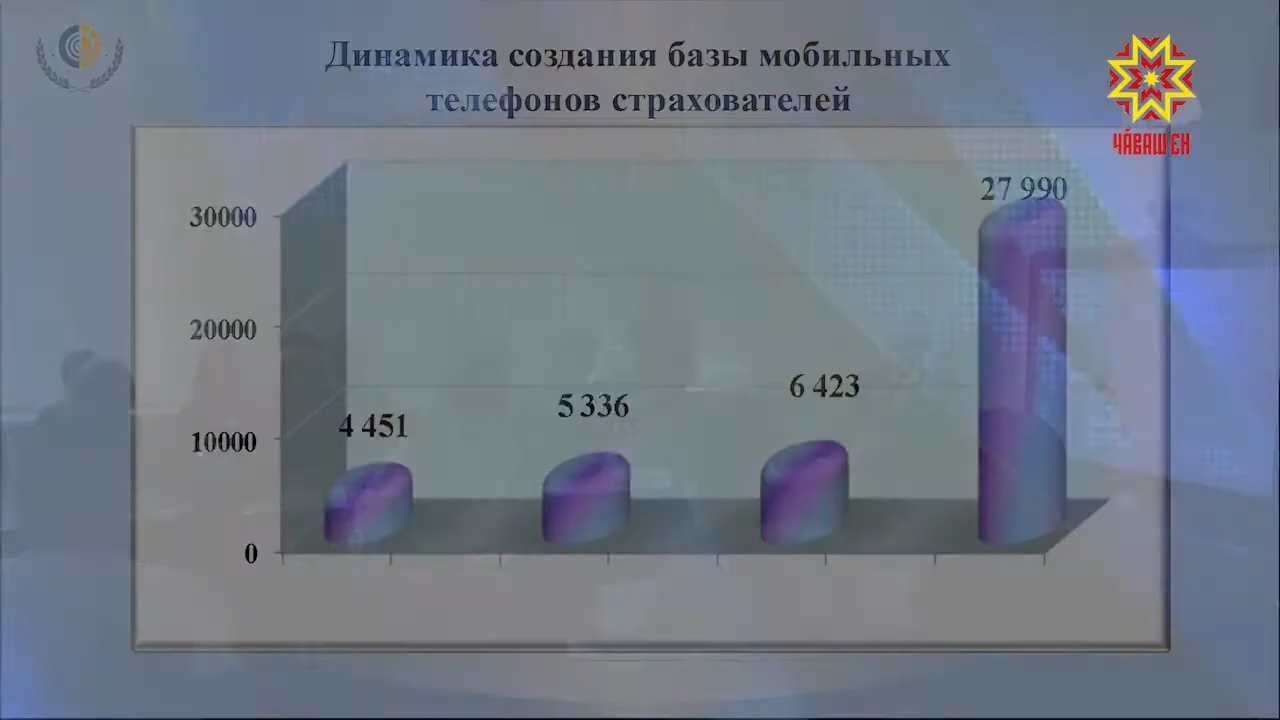 Динамика создания базы мобильных
телефонов страхователей
ЧӐВАШ ЕН
27 990
30000
20000
6 423
5 336
4 451
10000
0